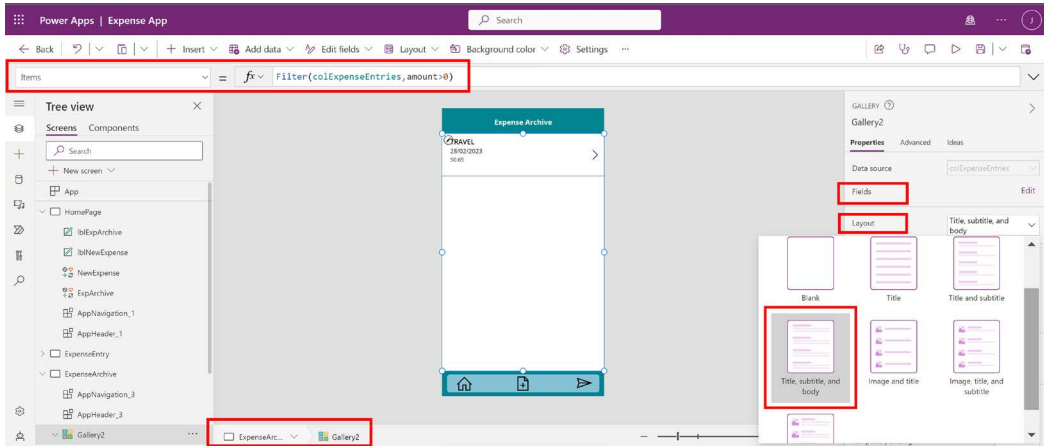 Power Apps | Expense App
Search
J
Back
Insert
Add data
Edit fields
Layout
Background color
Settings
Items
=
fx
Filter(colExpenseEntries,amount>0)
Tree view
Screens
Components
Search
New screen
App
HomePage
lblExpArchive
lblNewExpense
NewExpense
ExpArchive
AppNavigation_1
AppHeader_1
ExpenseEntry
ExpenseArchive
AppNavigation_3
AppHeader_3
Gallery2
Expense Archive
TRAVEL
28/02/2023
50.65
ExpenseArc...
Gallery2
GALLERY
Gallery2
Properties
Advanced
Ideas
Data source
colExpenseEntries
Fields
Edit
Layout
Title, subtitle, and
body
Blank
Title
Title and subtitle
Title, subtitle, and
body
Image and title
Image, title, and
subtitle